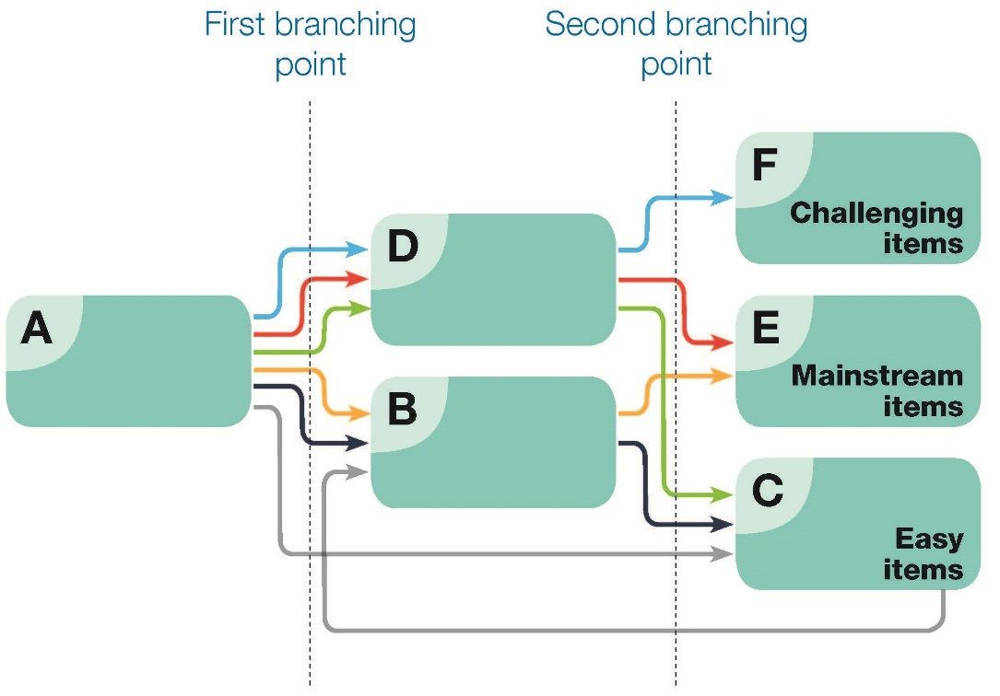 First branching
point
Second branching
point
A
D
B
F
Challenging
items
E
Mainstream
items
C
Easy
items